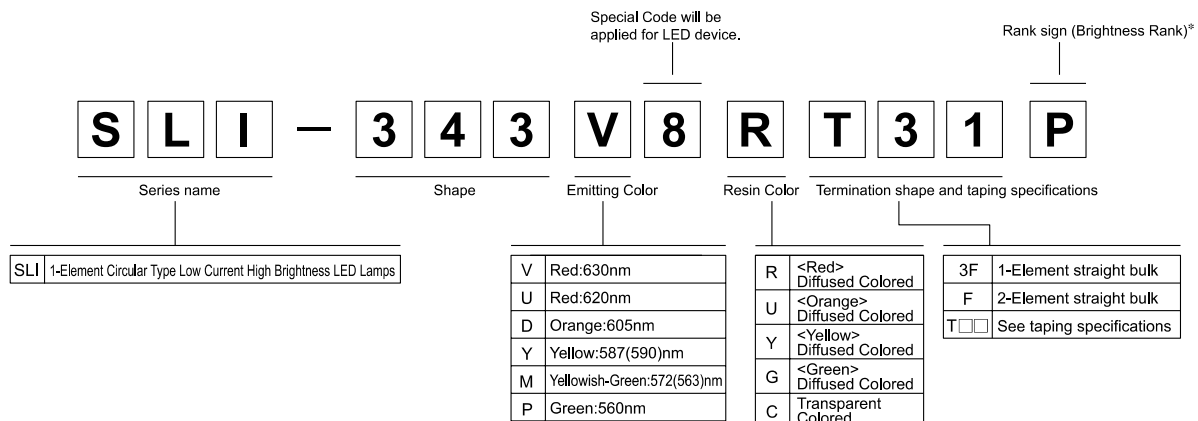 Special Code will be
applied for LED device.
Rank sign (Brightness Rank)*
S L I – 3 4 3 V 8 R T 3 1 P
Series name
Shape
Emitting Color
Resin Color
Termination shape and taping specifications
SLI 1-Element Circular Type Low Current High Brightness LED Lamps
V Red:630nm
U Red:620nm
D Orange:605nm
Y Yellow:587(590)nm
M Yellowish-Green:572(563)nm
P Green:560nm
R <Red>
Diffused Colored
U <Orange>
Diffused Colored
Y <Yellow>
Diffused Colored
G <Green>
Diffused Colored
C Transparent
Colored
3F 1-Element straight bulk
F 2-Element straight bulk
T□□ See taping specifications